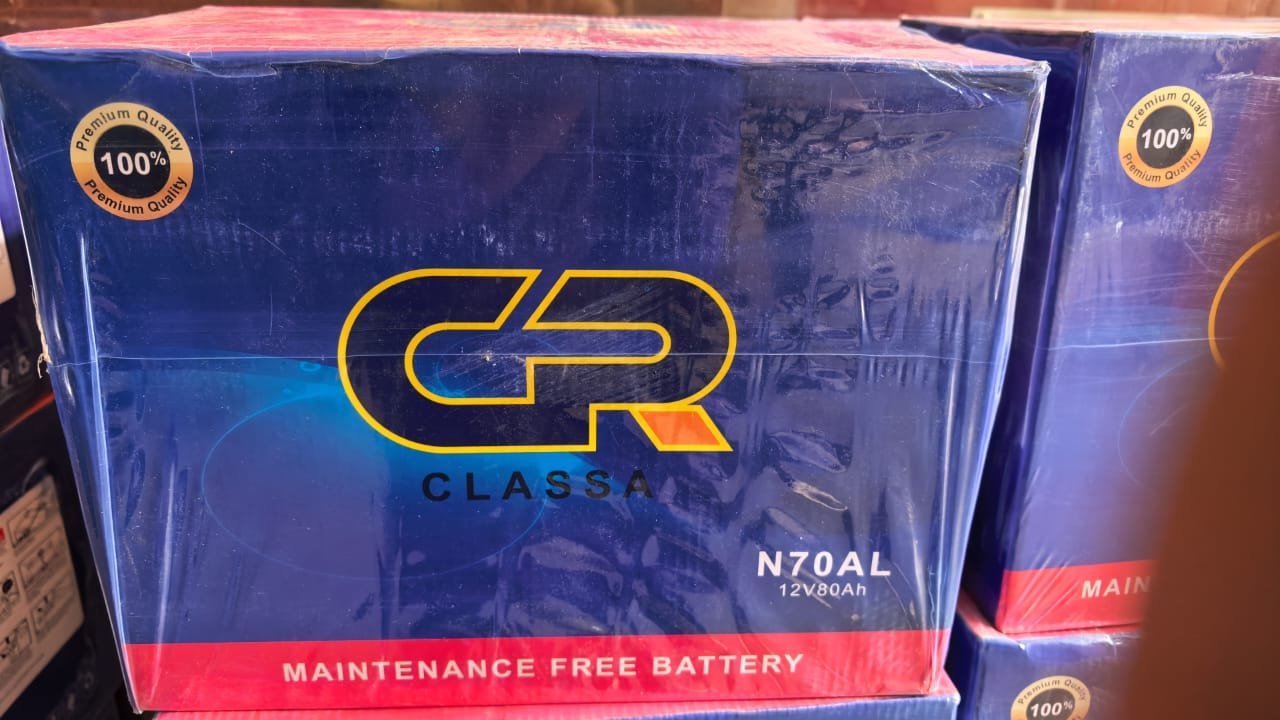 Premium Quality
100%
Premium Quality
CR
CLASSA
N70AL
12V80Ah
MAINTENANCE FREE BATTERY
Premium Quality
100%
Premium Quality
MAIN
Premium Quality
100%